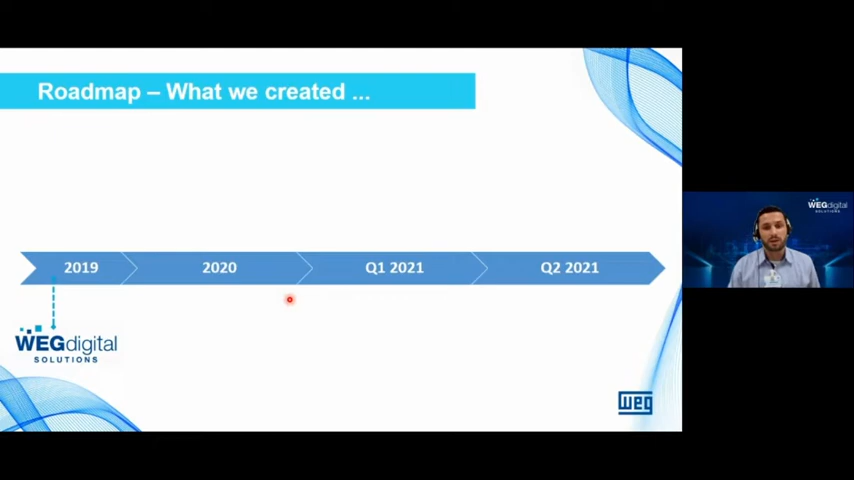 Roadmap – What we created ...
WEGdigital
SOLUTIONS
2019
2020
Q1 2021
Q2 2021
WEGdigital
SOLUTIONS
weg